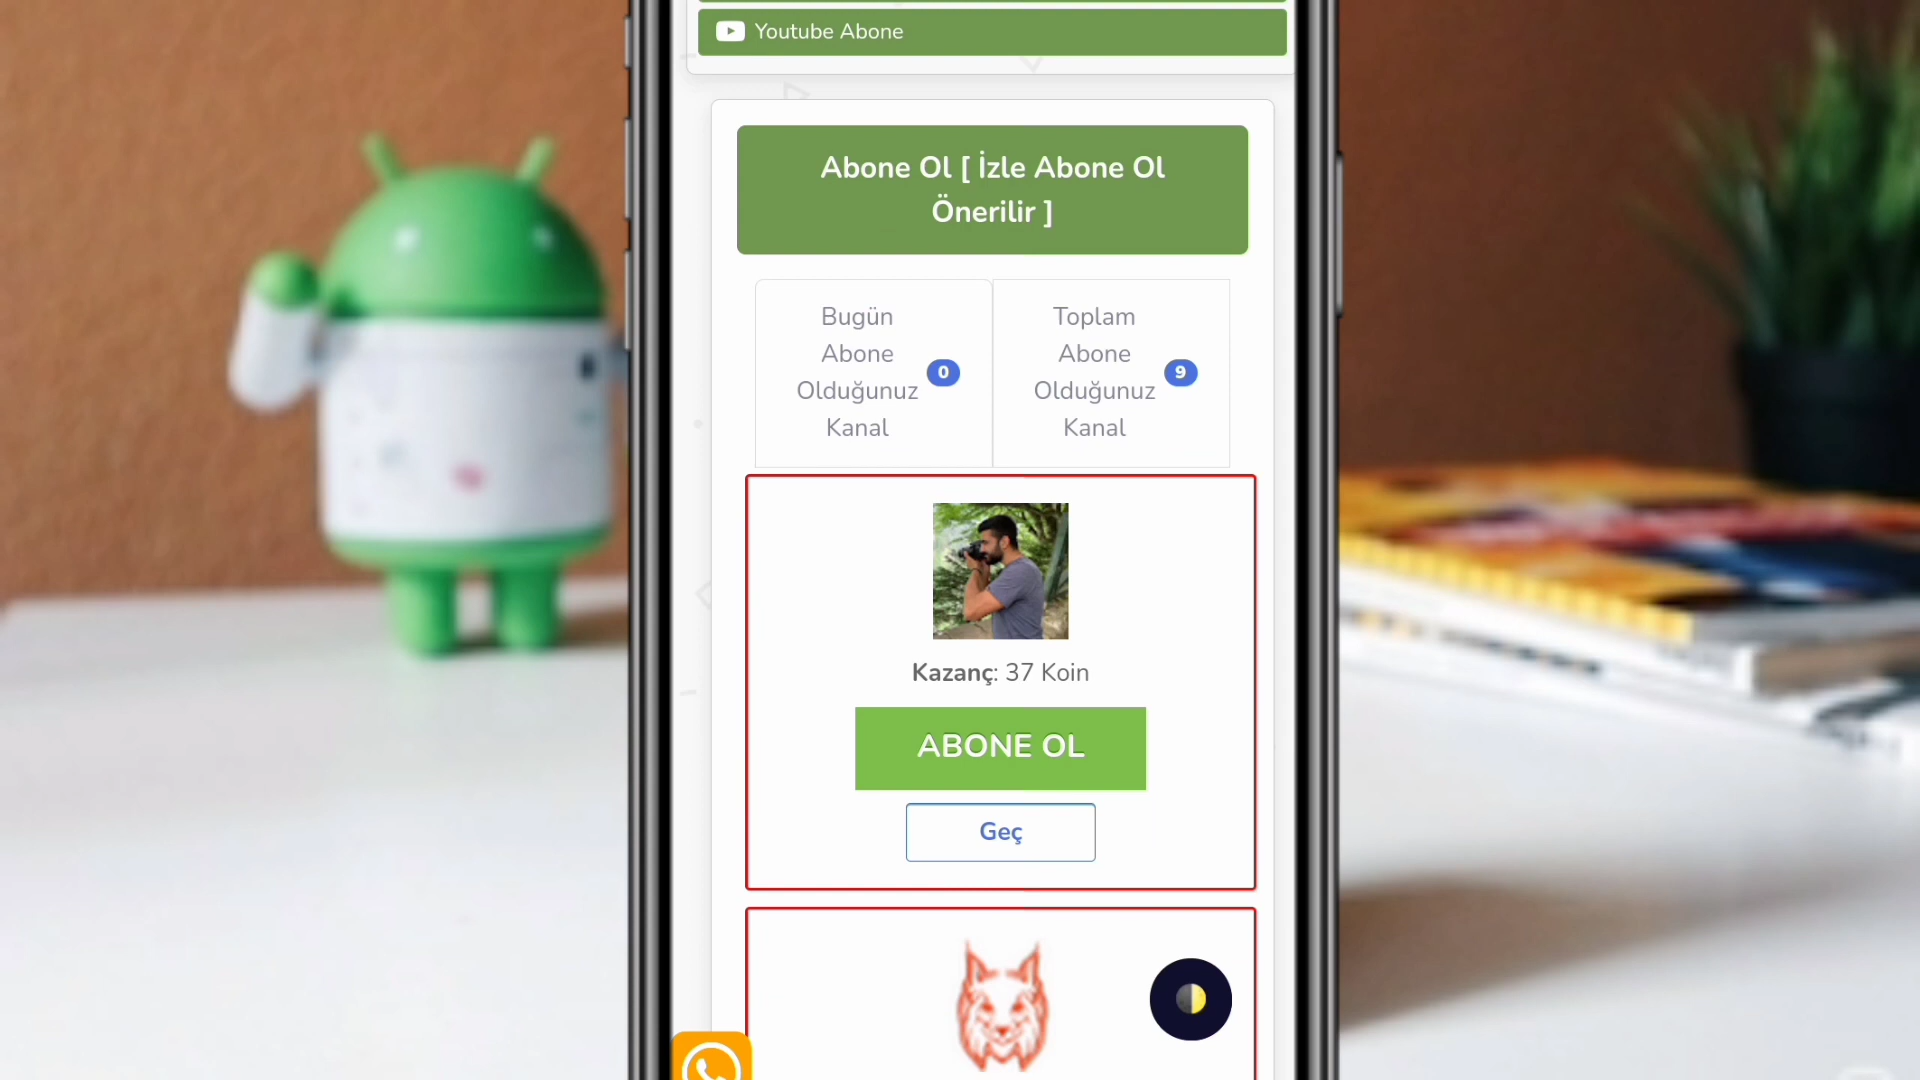 Youtube Abone
Abone Ol [ İzle Abone Ol
Önerilir ]
Bugün
Abone
Olduğunuz
Kanal
0
Toplam
Abone
Olduğunuz
Kanal
9
Kazanç: 37 Koin
ABONE OL
Geç